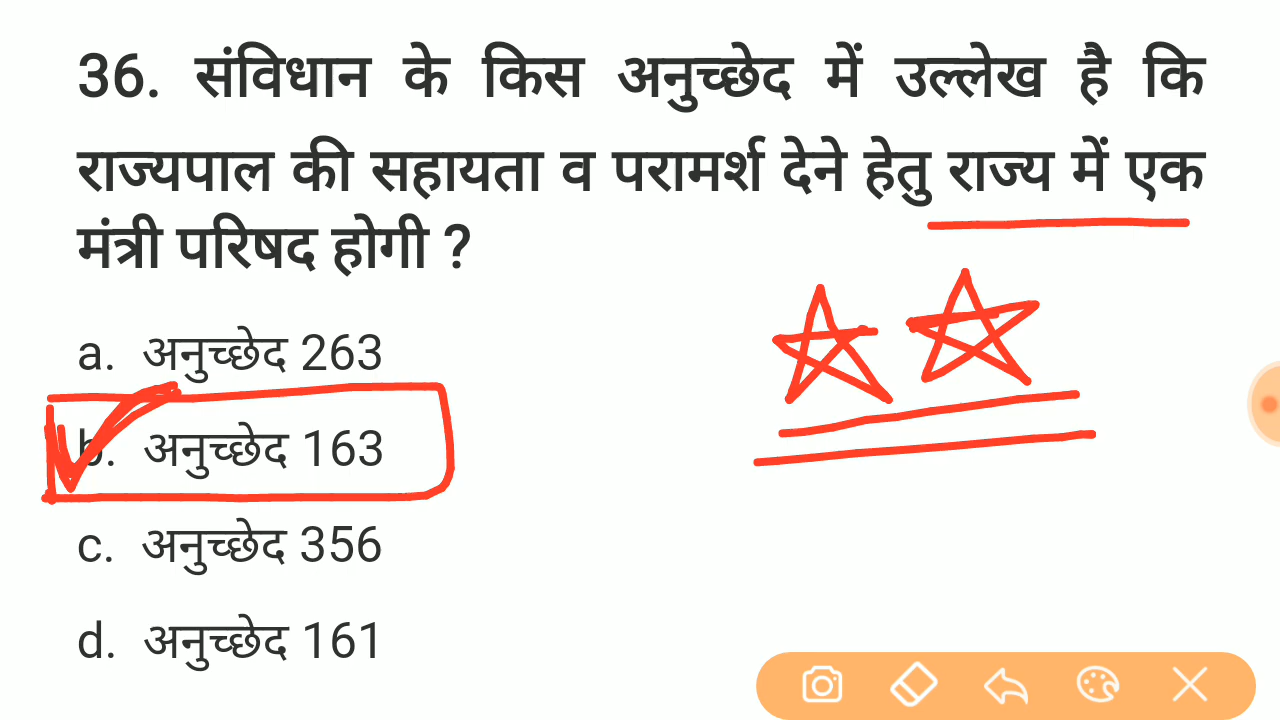 36. संविधान के किस अनुच्छेद में उल्लेख है कि
राज्यपाल की सहायता व परामर्श देने हेतु राज्य में एक
मंत्री परिषद होगी ?
a. अनुच्छेद 263
b. अनुच्छेद 163
c. अनुच्छेद 356
d. अनुच्छेद 161